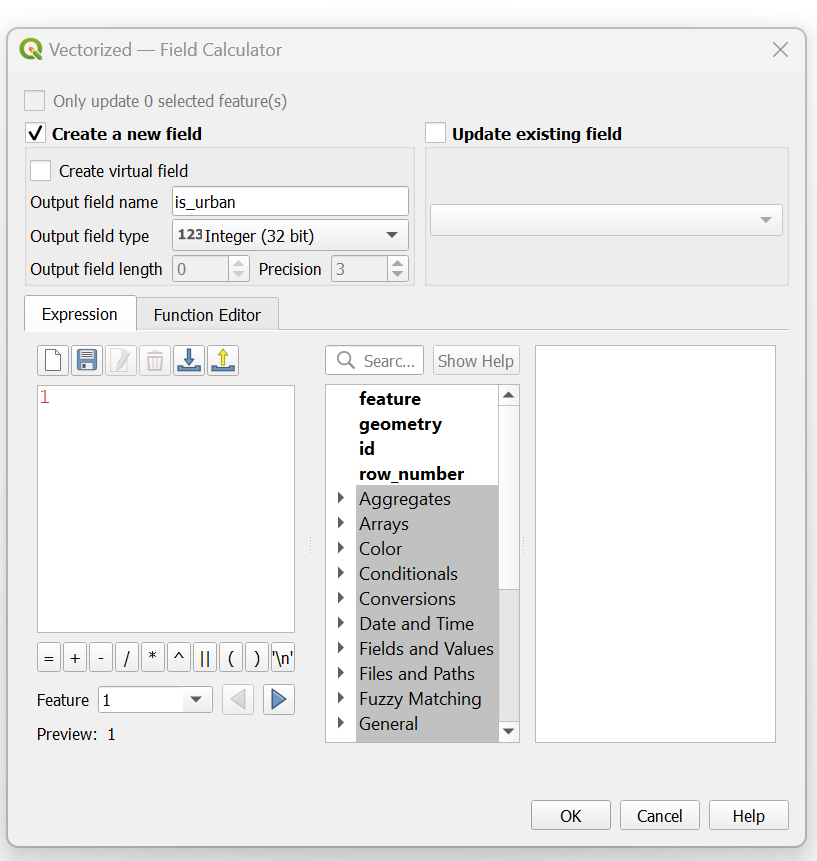 Vectorized — Field Calculator
Only update 0 selected feature(s)
Create a new field
Update existing field
Create virtual field
Output field name is_urban
Output field type 123 Integer (32 bit)
Output field length 0 Precision 3
Expression Function Editor
Searc... Show Help
1
feature
geometry
id
row_number
Aggregates
Arrays
Color
Conditionals
Conversions
Date and Time
Fields and Values
Files and Paths
Fuzzy Matching
General
= + - / * ^ || ( ) '\n'
Feature 1
Preview: 1
OK Cancel Help